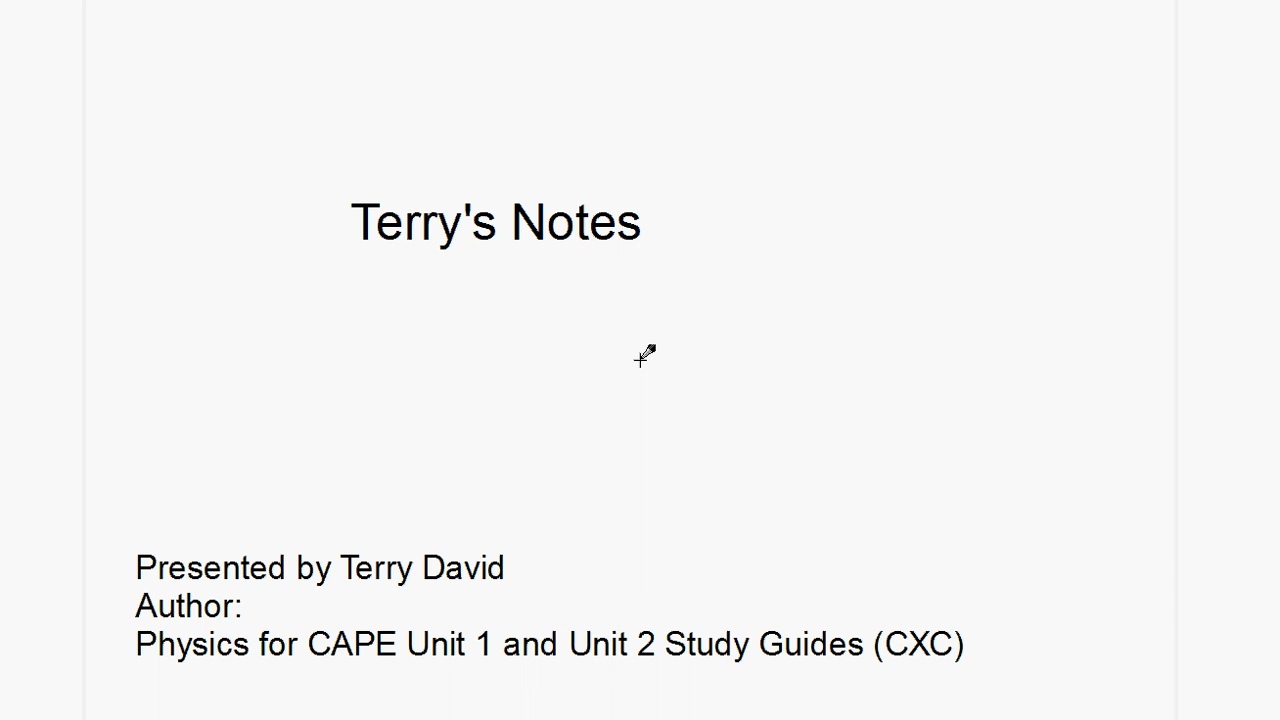 Terry's Notes
Presented by Terry David
Author:
Physics for CAPE Unit 1 and Unit 2 Study Guides (CXC)